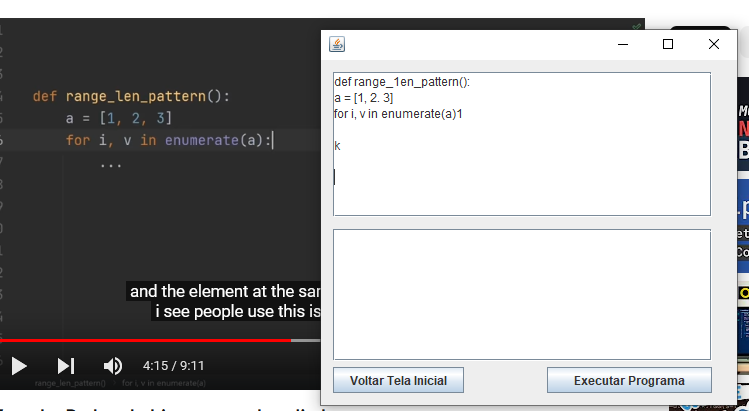 def range_len_pattern():
a = [1, 2, 3]
for i, v in enumerate(a):
...
and the element at the sar
i see people use this is
4:15 / 9:11
range_len_pattern()
for i, v in enumerate(a)
def range_1en_pattern():
a = [1, 2. 3]
for i, v in enumerate(a)1
k
Voltar Tela Inicial
Executar Programa